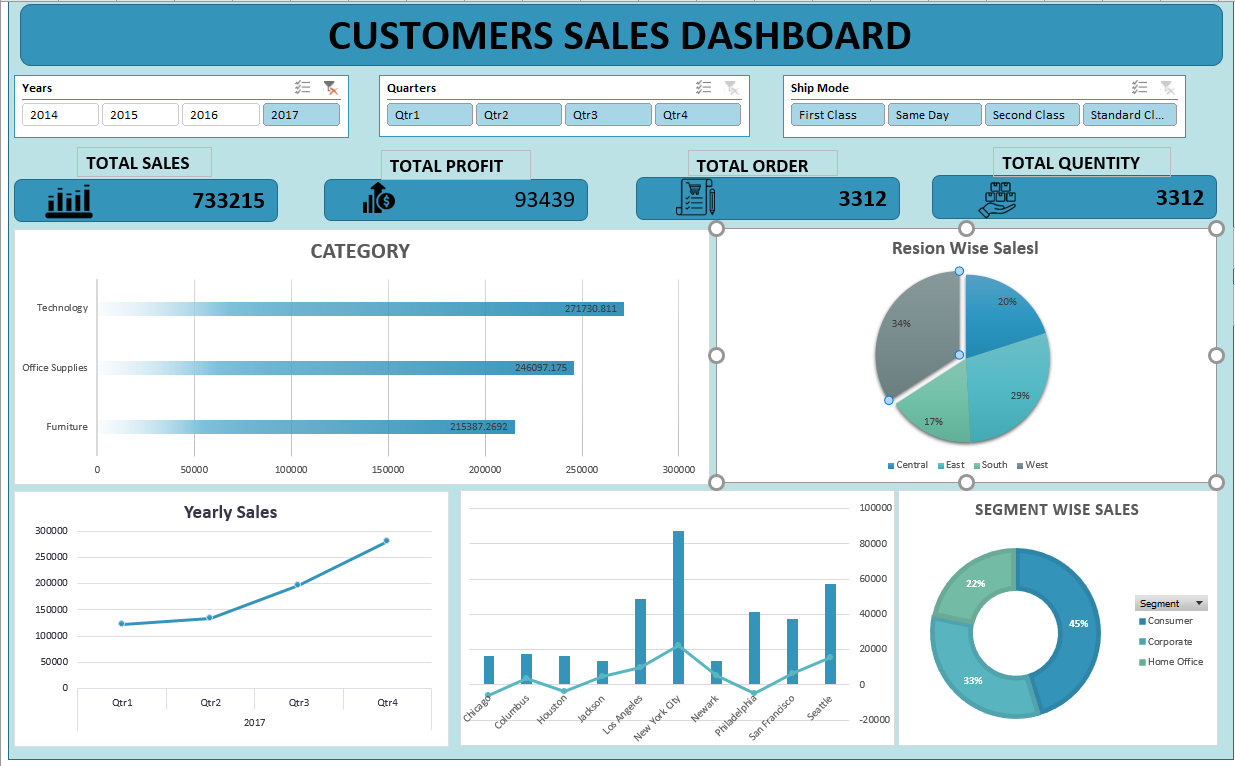 CUSTOMERS SALES DASHBOARD
Years
2014 2015 2016 2017
Quarters
Qtr1 Qtr2 Qtr3 Qtr4
Ship Mode
First Class Same Day Second Class Standard Cl...
TOTAL SALES
733215
TOTAL PROFIT
93439
TOTAL ORDER
3312
TOTAL QUENTITY
3312
CATEGORY
Technology 271730.811
Office Supplies 246097.175
Furniture 215387.2692
0 50000 100000 150000 200000 250000 300000
Resion Wise Salesl
20%
34%
29%
17%
Central East South West
Yearly Sales
300000
250000
200000
150000
100000
50000
0
Qtr1 Qtr2 Qtr3 Qtr4
2017
100000
80000
60000
40000
20000
0
-20000
Chicago Columbus Houston Jackson Los Angeles New York City Newark Philadelphia San Francisco Seattle
SEGMENT WISE SALES
22%
45%
33%
Segment
Consumer
Corporate
Home Office